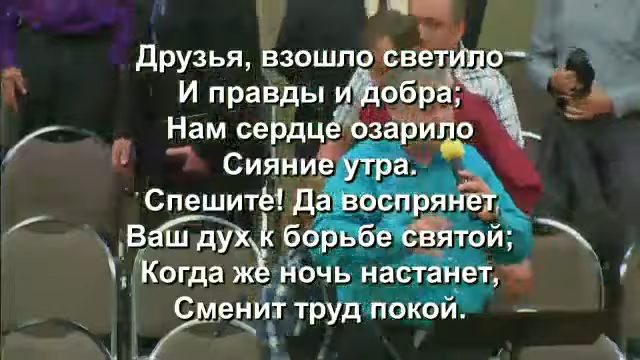 Друзья, взошло светило
И правды и добра;
Нам сердце озарило
Сияние утра.
Спешите! Да воспрянет
Ваш дух к борьбе святой;
Когда же ночь настанет,
Сменит труд покой.